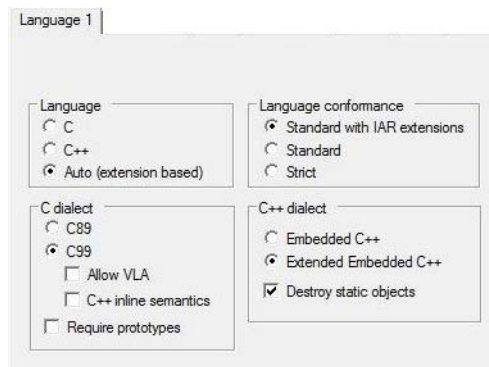 Language 1
Language
C
C++
Auto (extension based)
Language conformance
Standard with IAR extensions
Standard
Strict
C dialect
C89
C99
Allow VLA
C++ inline semantics
Require prototypes
C++ dialect
Embedded C++
Extended Embedded C++
Destroy static objects